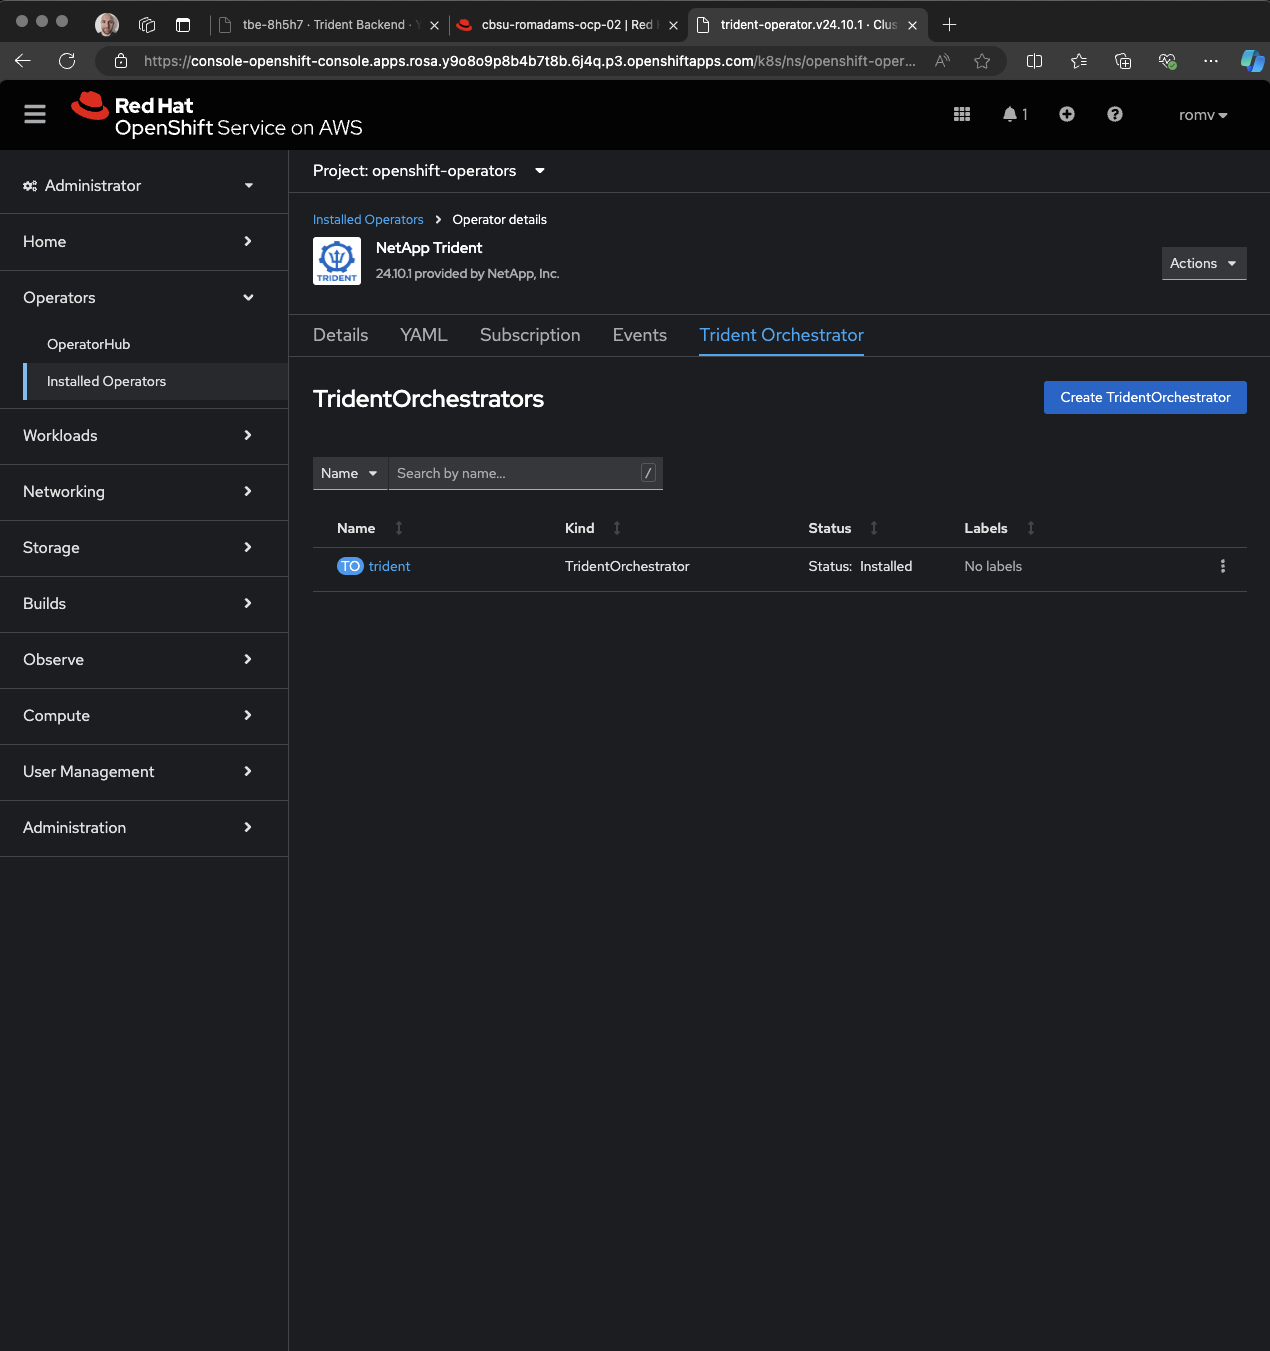 tbe-8h5h7 · Trident Backend ·
cbsu-romadams-ocp-02 | Red
trident-operator.v24.10.1 · Clus
https://console-openshift-console.apps.rosa.y9o8o9p8b4b7t8b.6j4q.p3.openshiftapps.com/k8s/ns/openshift-oper...
Red Hat
OpenShift Service on AWS
1
romv
Administrator
Home
Operators
OperatorHub
Installed Operators
Workloads
Networking
Storage
Builds
Observe
Compute
User Management
Administration
Project: openshift-operators
Installed Operators > Operator details
TRIDENT
NetApp Trident
24.10.1 provided by NetApp, Inc.
Actions
Details YAML Subscription Events Trident Orchestrator
TridentOrchestrators
Create TridentOrchestrator
Name Search by name... /
Name Kind Status Labels
TO trident TridentOrchestrator Status: Installed No labels